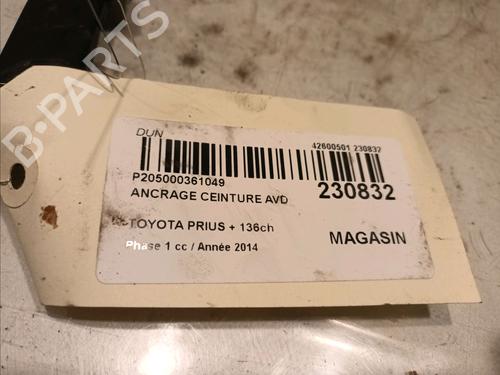 B-PARTS
DUN
42600501 230832
P205000361049
230832
ANCRAGE CEINTURE AVD
TOYOTA PRIUS + 136ch
MAGASIN
Phase 1 cc / Année 2014